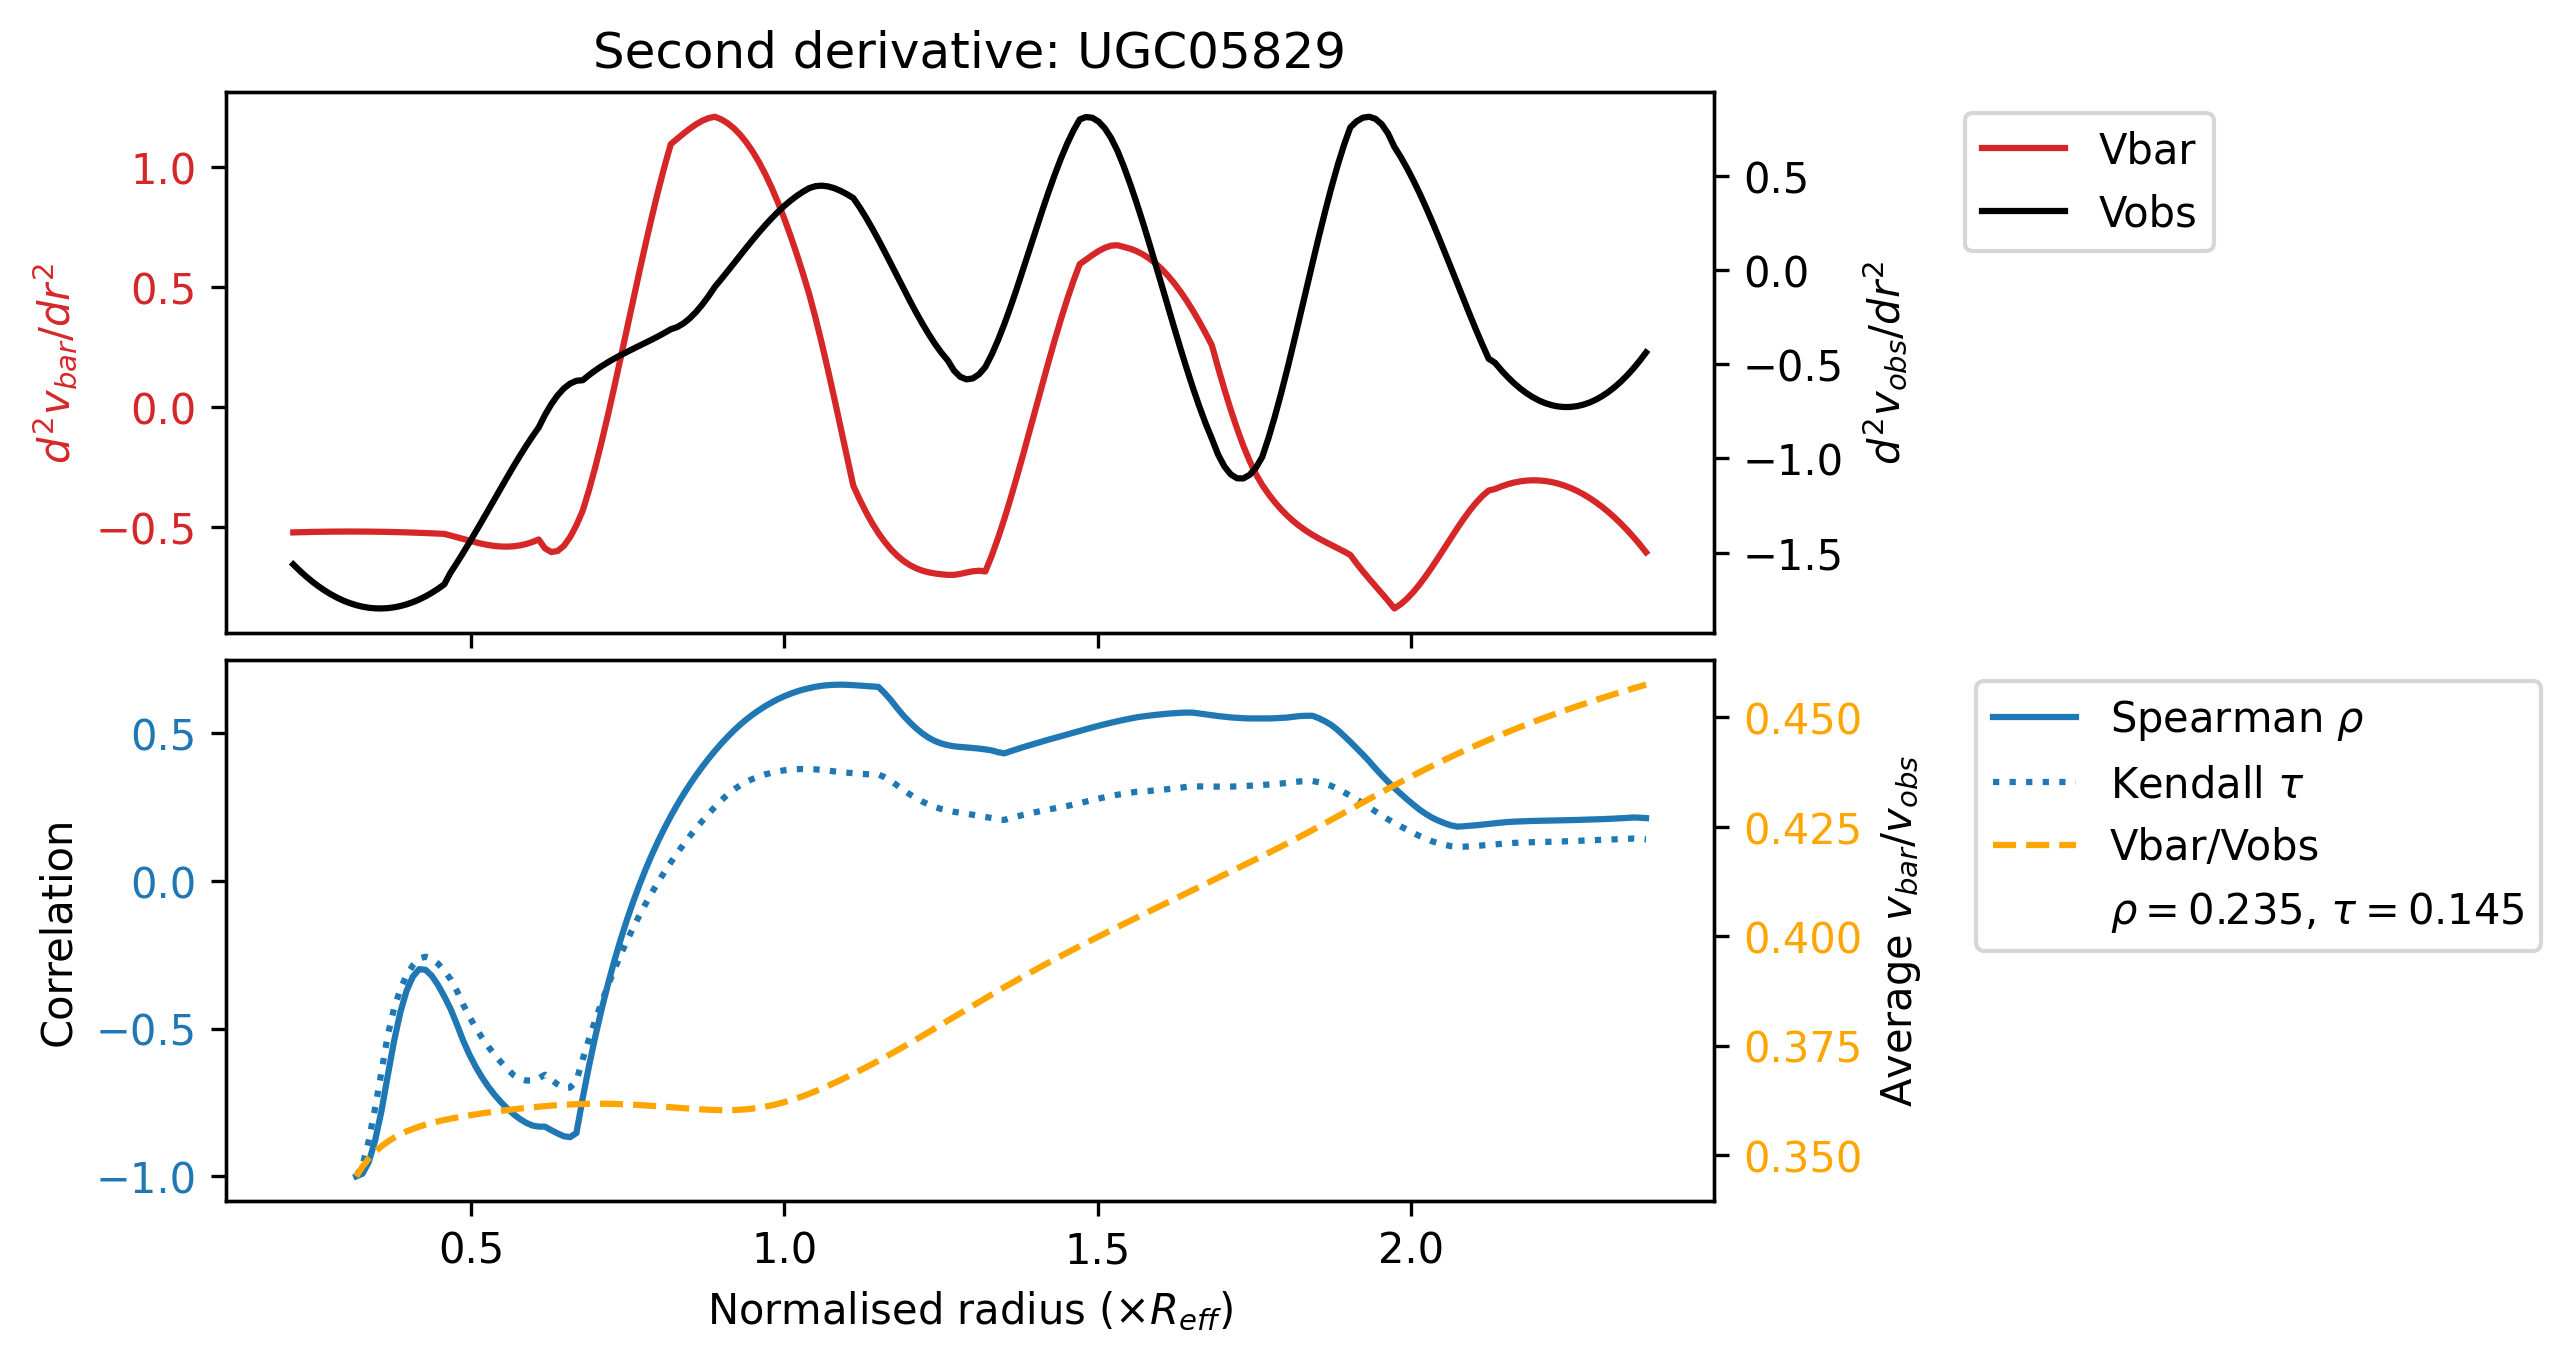 Second derivative: UGC05829
1.0
0.5
0.0
−0.5
d²v_bar/dr²
0.5
0.0
−0.5
−1.0
−1.5
d²v_obs/dr²
Vbar
Vobs
0.5
0.0
−0.5
−1.0
Correlation
0.450
0.425
0.400
0.375
0.350
Average v_bar/v_obs
Spearman ρ
Kendall τ
Vbar/Vobs
ρ = 0.235, τ = 0.145
0.5 1.0 1.5 2.0
Normalised radius (×R_eff)